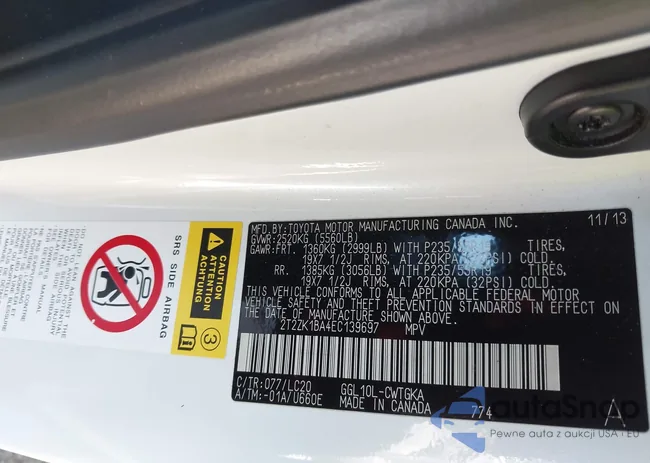 MFD.BY:TOYOTA MOTOR MANUFACTURING CANADA INC. 11/13
GVWR:2520KG (5560LB)
GAWR:FRT. 1360KG (2999LB) WITH P235 TIRES,
19X7 1/2J RIMS, AT 220KPA SI) COLD.
RR. 1385KG (3056LB) WITH P235/55R19 TIRES,
19X7 1/2J RIMS, AT 220KPA (32PSI) COLD.
THIS VEHICLE CONFORMS TO ALL APPLICABLE FEDERAL MOTOR
VEHICLE SAFETY AND THEFT PREVENTION STANDARDS IN EFFECT ON
THE DATE OF MANUFACTURE SHOWN ABOVE.
2T2ZK1BA4EC139697 MPV
C/TR:077/LC20 GGL10L-CWTGKA
A/TM:-01A/U660E MADE IN CANADA 774 A
CAUTION
ATTENTION
ACHTUNG
3
SRS SIDE AIRBAG
autoSnap
Pewne auta z aukcji USA i EU